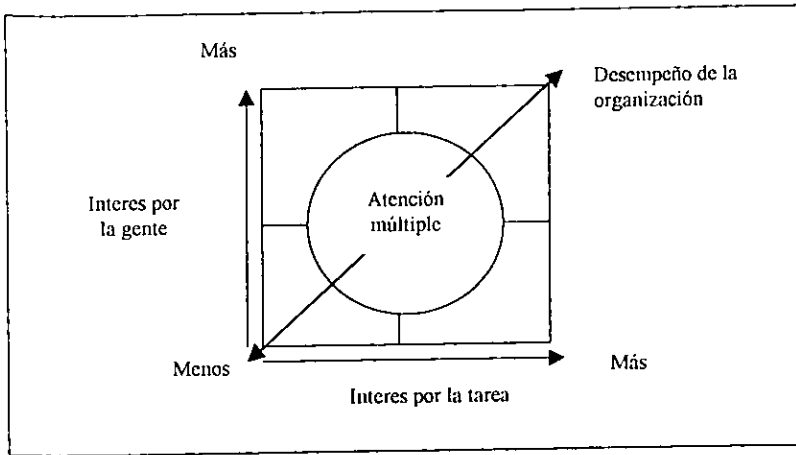 Más
Desempeño de la
organización
Interes por
la gente
Atención
múltiple
Menos
Más
Interes por la tarea